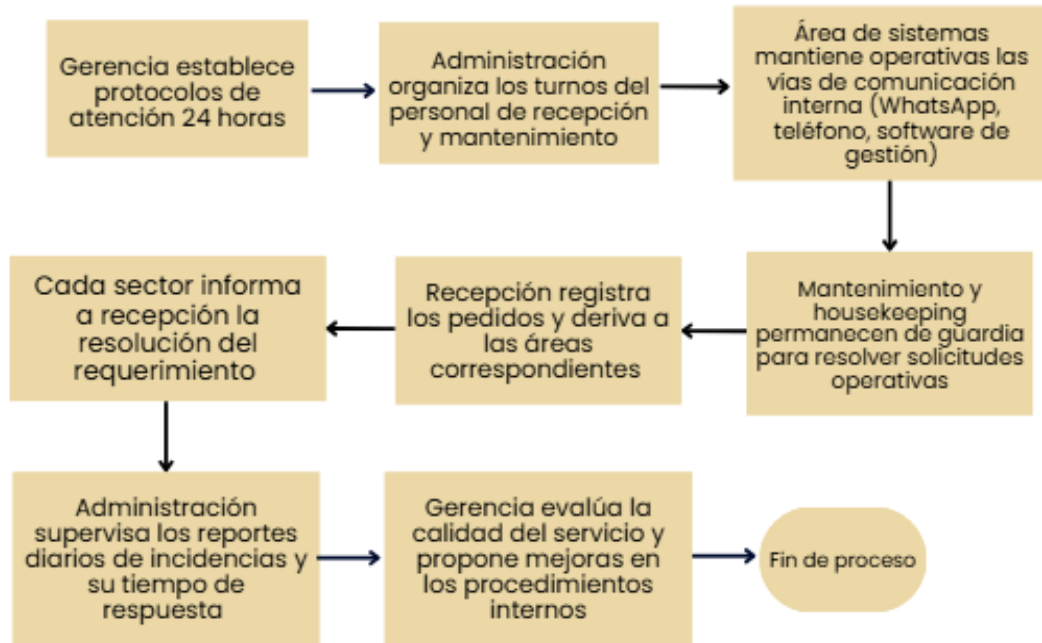 Gerencia establece
protocolos de
atención 24 horas
Administración
organiza los turnos del
personal de recepción
y mantenimiento
Área de sistemas
mantiene operativas las
vías de comunicación
interna (WhatsApp,
teléfono, software de
gestión)
Mantenimiento y
housekeeping
permanecen de guardia
para resolver solicitudes
operativas
Recepción registra
los pedidos y deriva a
las áreas
correspondientes
Cada sector informa
a recepción la
resolución del
requerimiento
Administración
supervisa los reportes
diarios de incidencias y
su tiempo de
respuesta
Gerencia evalúa la
calidad del servicio y
propone mejoras en
los procedimientos
internos
Fin de proceso